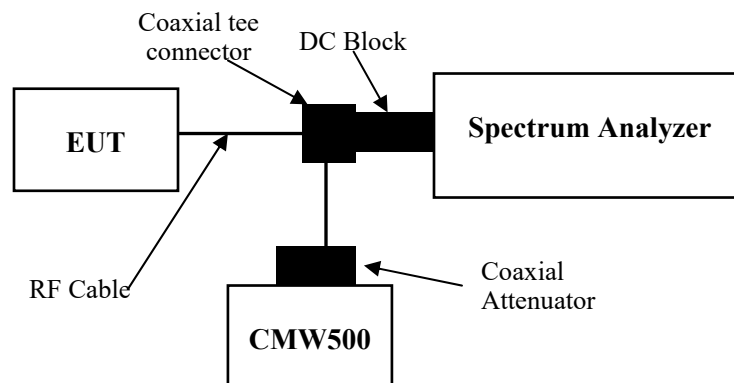 Coaxial tee
connector
DC Block
EUT
Spectrum Analyzer
RF Cable
Coaxial
Attenuator
CMW500